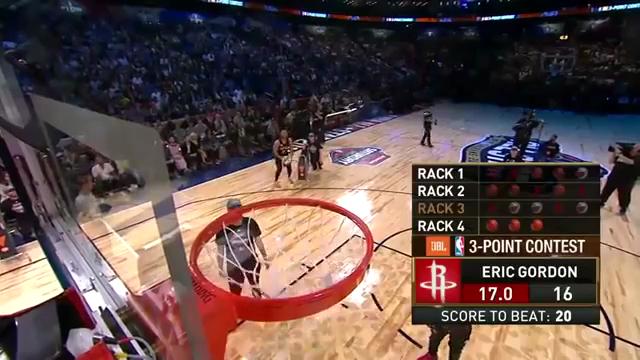 RACK 1
RACK 2
RACK 3
RACK 4
JBL 3-POINT CONTEST
ERIC GORDON
17.0 16
SCORE TO BEAT: 20